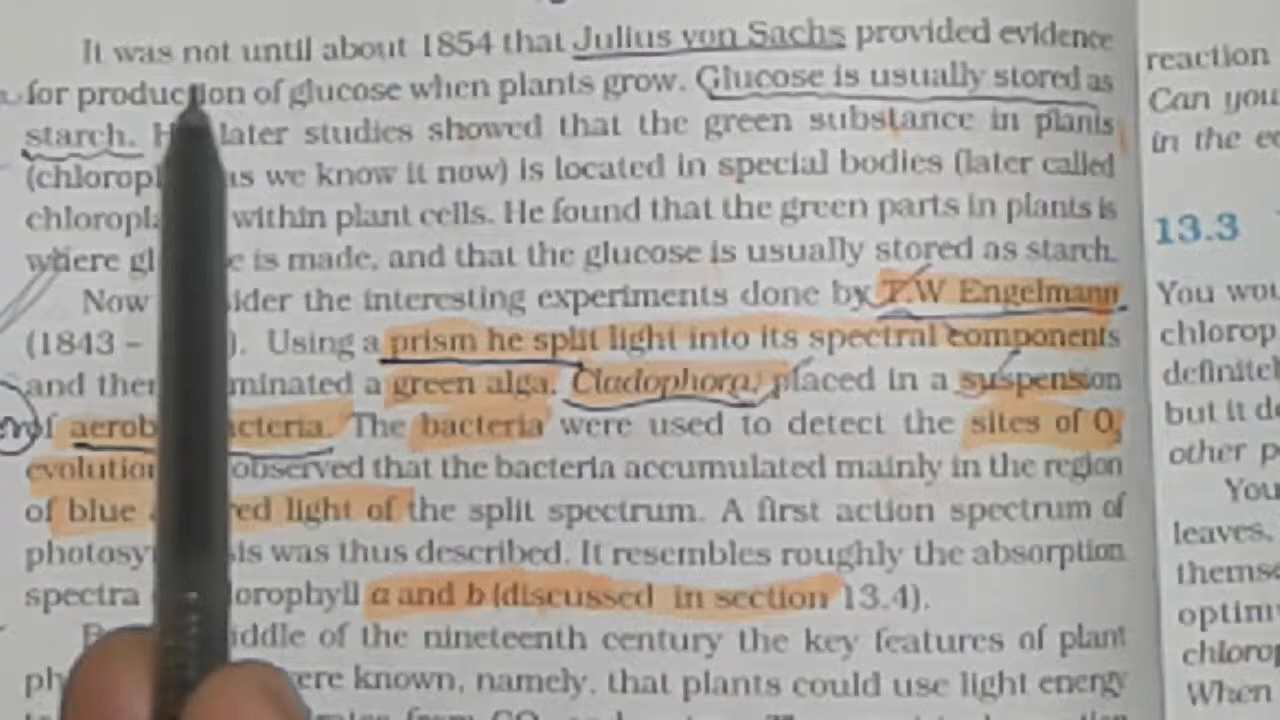 It was not until about 1854 that Julius von Sachs provided evidence
for production of glucose when plants grow. Glucose is usually stored as
starch. H later studies showed that the green substance in plants
(chloropl as we know it now) is located in special bodies (later called
chloropla within plant cells. He found that the green parts in plants is
where gl e is made, and that the glucose is usually stored as starch.
Now ider the interesting experiments done by T.W Engelmann
(1843 – ). Using a prism he split light into its spectral components
and then minated a green alga, Cladophora, placed in a suspension
of aerob acteria. The bacteria were used to detect the sites of O2
evolution observed that the bacteria accumulated mainly in the region
of blue red light of the split spectrum. A first action spectrum of
photosy is was thus described. It resembles roughly the absorption
spectra orophyll a and b (discussed in section 13.4).
iddle of the nineteenth century the key features of plant
ph ere known, namely, that plants could use light energy
from CO
reaction
Can you
in the
13.3
You wou
chlorop
definitel
but it d
other p
You
leaves.
themse
optim
chlorop
When